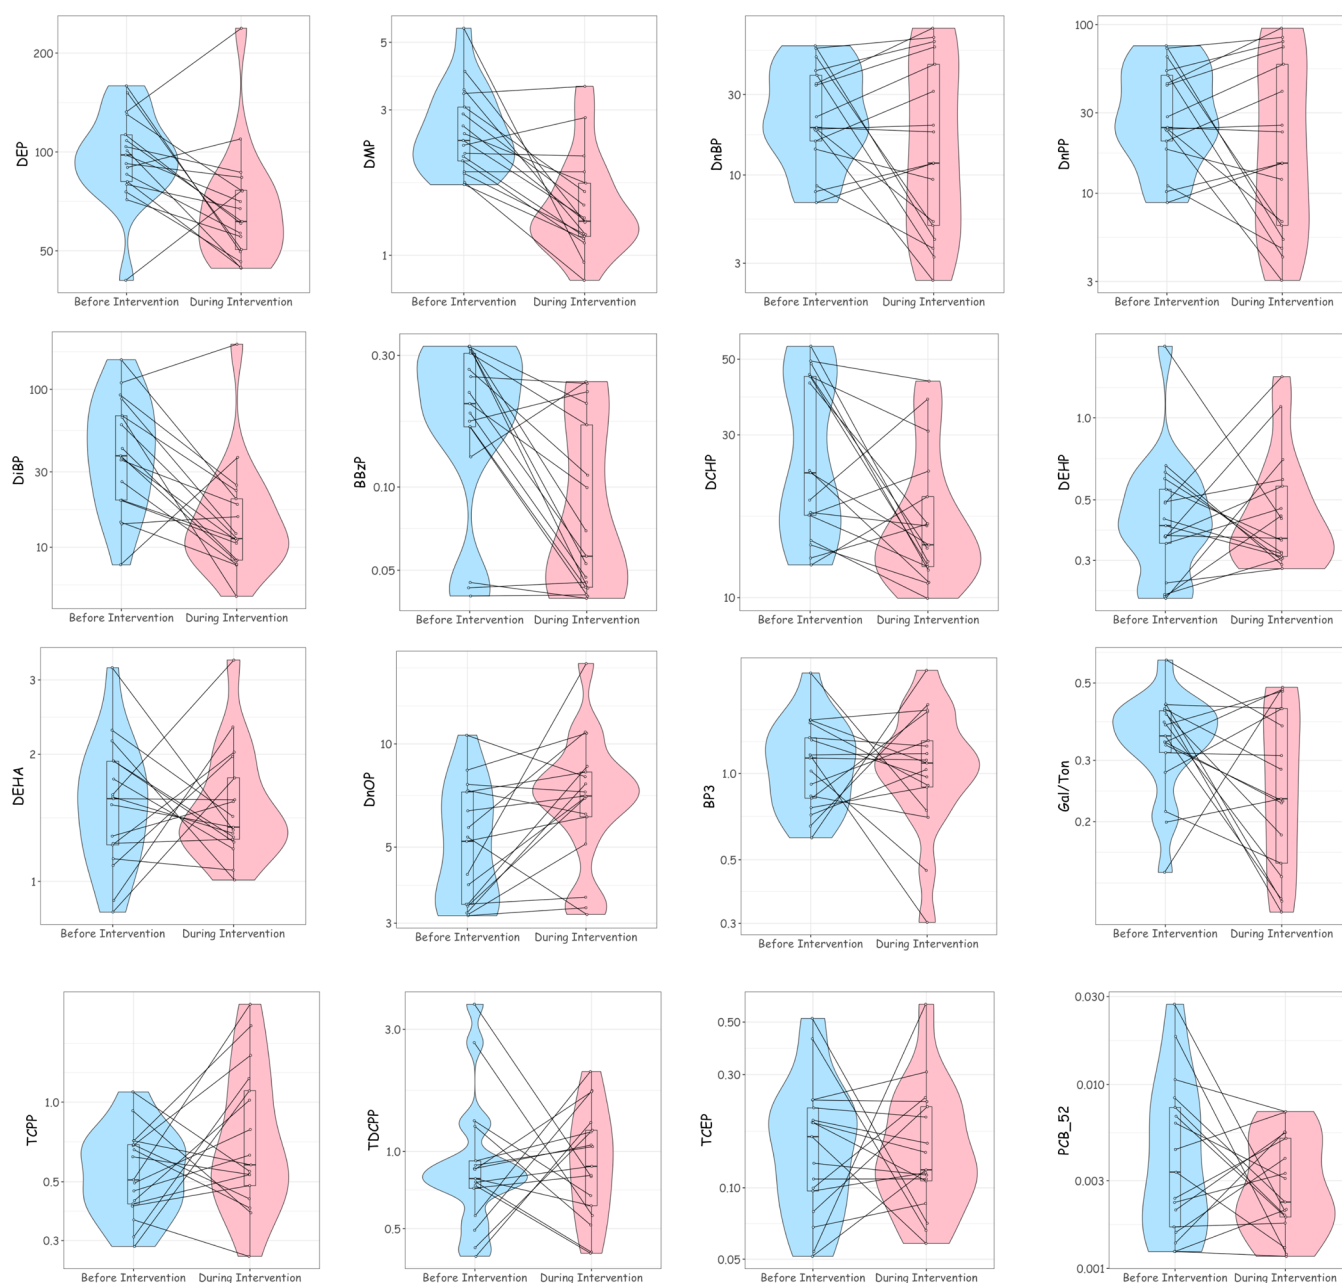 DEP
200
100
50
Before Intervention During Intervention
DMP
5
3
1
Before Intervention During Intervention
DnBP
30
10
3
Before Intervention During Intervention
DnPP
100
30
10
3
Before Intervention During Intervention
DiBP
100
30
10
Before Intervention During Intervention
BBzP
0.30
0.10
0.05
Before Intervention During Intervention
DCHP
50
30
10
Before Intervention During Intervention
DEHP
1.0
0.5
0.3
Before Intervention During Intervention
DEHA
3
2
1
Before Intervention During Intervention
DnOP
10
5
3
Before Intervention During Intervention
BP3
1.0
0.5
0.3
Before Intervention During Intervention
Gal/Ton
0.5
0.3
0.2
Before Intervention During Intervention
TCPP
1.0
0.5
0.3
Before Intervention During Intervention
TDCPP
3.0
1.0
0.5
Before Intervention During Intervention
TCEP
0.50
0.30
0.10
0.05
Before Intervention During Intervention
PCB_52
0.030
0.010
0.003
0.001
Before Intervention During Intervention